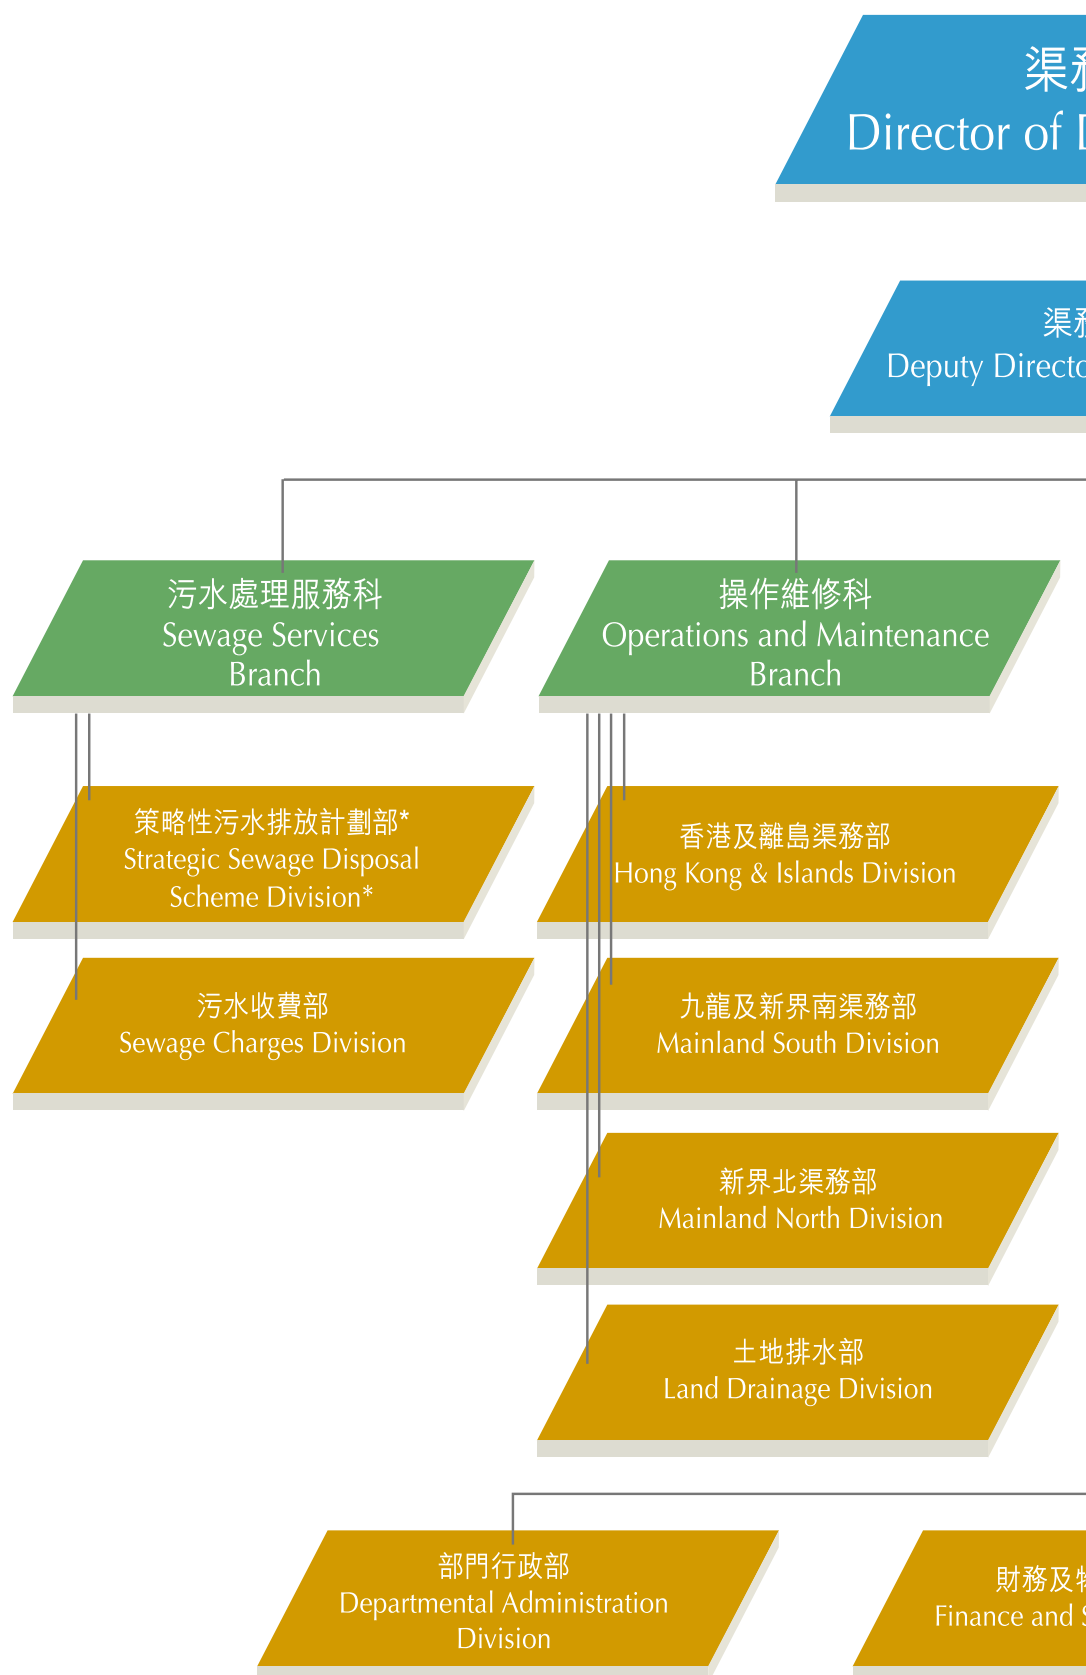 渠
Director of
渠
Deputy
污水處理服務科
Sewage Services
Branch
操作維修科
Operations and Maintenance
Branch
策略性污水排放計劃部*
Strategic Sewage Disposal
Scheme Division*
香港及離島渠務部
Hong Kong & Islands Division
污水收費部
Sewage Charges Division
九龍及新界南渠務部
Mainland South Division
新界北渠務部
Mainland North Division
土地排水部
Land Drainage Division
部門行政部
Departmental Administration
Division
財務及
Finance and